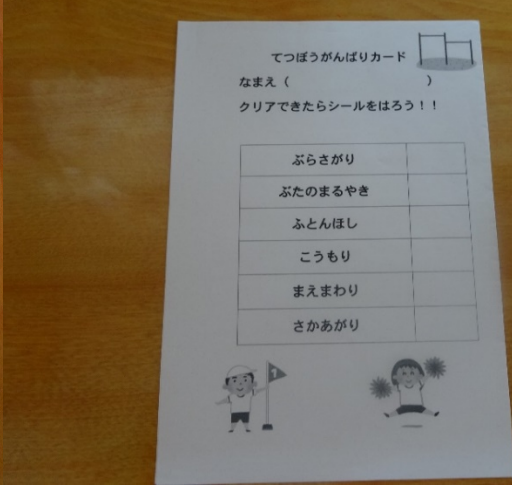 てつぼうがんばりカード
なまえ（　　　　　　　　　）
クリアできたらシールをはろう！！
ぶらさがり
ぶたのまるやき
ふとんほし
こうもり
まえまわり
さかあがり
1